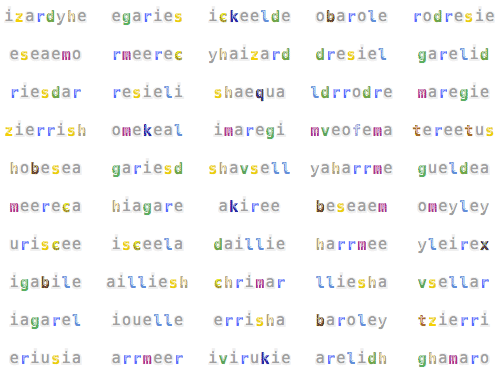 izardyhe egaries ickeelde obarole rodresie
eseaemo rmeerec yhaizard dresiel garelid
riesdar resieli shaequa ldrrodre maregie
zierrish omekeal imaregi mveofema tereetus
hobesea gariesd shavsell yaharrme gueldea
meereca hiagare akiree beseaem omeyley
uriscee isceela daillie harrmee yleirex
igabile ailliesh chrimar lliesha vsellar
iagarel iouelle errisha baroley tzierri
eriusia arrmeer ivirukie arelidh ghamaro